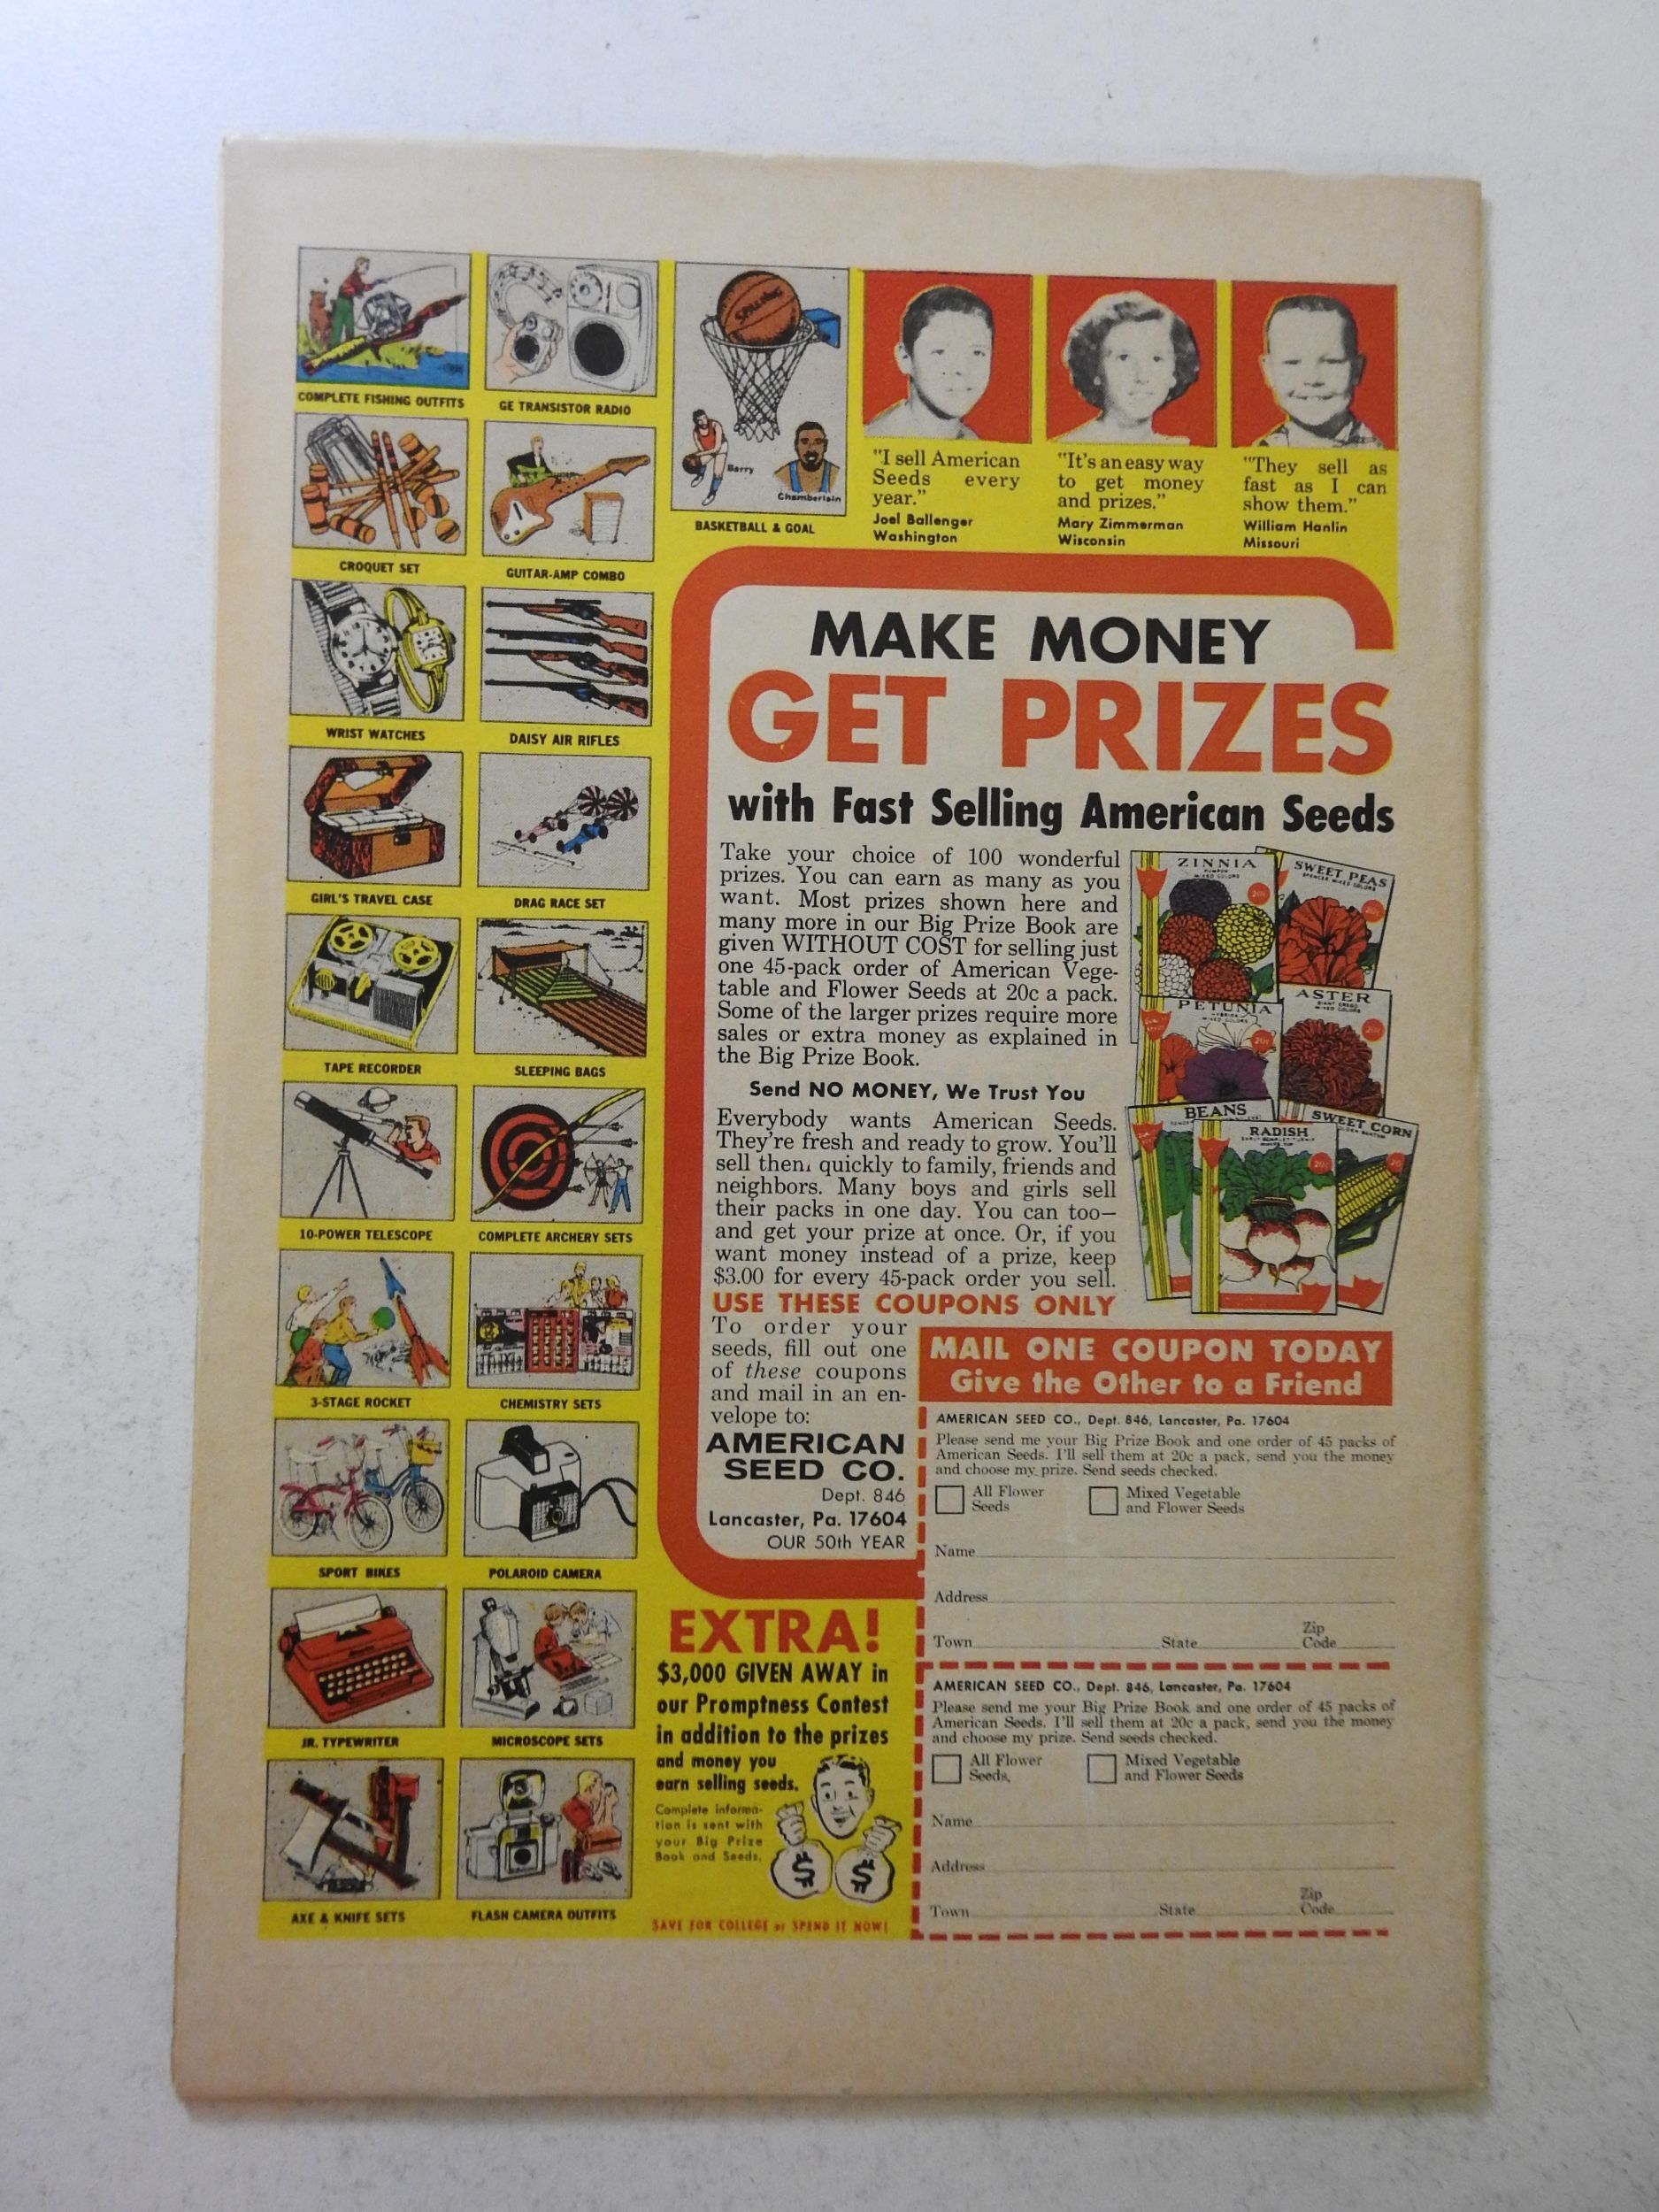 COMPLETE FISHING OUTFITS
GE TRANSISTOR RADIO
SPALDING
Barry
Chamberlain
BASKETBALL & GOAL
CROQUET SET
GUITAR-AMP COMBO
WRIST WATCHES
DAISY AIR RIFLES
GIRL'S TRAVEL CASE
DRAG RACE SET
TAPE RECORDER
SLEEPING BAGS
10-POWER TELESCOPE
COMPLETE ARCHERY SETS
3-STAGE ROCKET
CHEMISTRY SETS
SPORT BIKES
POLAROID CAMERA
JR. TYPEWRITER
MICROSCOPE SETS
AXE & KNIFE SETS
FLASH CAMERA OUTFITS
"I sell American
Seeds every
year."
Joel Ballenger
Washington
"It's an easy way
to get money
and prizes."
Mary Zimmerman
Wisconsin
"They sell as
fast as I can
show them."
William Hanlin
Missouri
MAKE MONEY
GET PRIZES
with Fast Selling American Seeds
Take your choice of 100 wonderful
prizes. You can earn as many as you
want. Most prizes shown here and
many more in our Big Prize Book are
given WITHOUT COST for selling just
one 45-pack order of American Vege-
table and Flower Seeds at 20c a pack.
Some of the larger prizes require more
sales or extra money as explained in
the Big Prize Book.
Send NO MONEY, We Trust You
Everybody wants American Seeds.
They're fresh and ready to grow. You'll
sell them quickly to family, friends and
neighbors. Many boys and girls sell
their packs in one day. You can too—
and get your prize at once. Or, if you
want money instead of a prize, keep
$3.00 for every 45-pack order you sell.
USE THESE COUPONS ONLY
To order your
seeds, fill out one
of these coupons
and mail in an en-
velope to:
AMERICAN
SEED CO.
Dept. 846
Lancaster, Pa. 17604
OUR 50th YEAR
ZINNIA
MIXED COLORS
20c
SWEET PEAS
SPENCER MIXED COLORS
20c
PETUNIA
MIXED COLORS
20c
ASTER
MIXED COLORS
20c
BEANS
RADISH
20c
SWEET CORN
MAIL ONE COUPON TODAY
Give the Other to a Friend
AMERICAN SEED CO., Dept. 846, Lancaster, Pa. 17604
Please send me your Big Prize Book and one order of 45 packs of
American Seeds. I'll sell them at 20c a pack, send you the money
and choose my prize. Send seeds checked.
All Flower
Seeds
Mixed Vegetable
and Flower Seeds
Name
Address
Town State Zip
Code
AMERICAN SEED CO., Dept. 846, Lancaster, Pa. 17604
Please send me your Big Prize Book and one order of 45 packs of
American Seeds. I'll sell them at 20c a pack, send you the money
and choose my prize. Send seeds checked.
All Flower
Seeds.
Mixed Vegetable
and Flower Seeds
Name
Address
Town State Zip
Code
EXTRA!
$3,000 GIVEN AWAY in
our Promptness Contest
in addition to the prizes
and money you
earn selling seeds.
Complete informa-
tion is sent with
your Big Prize
Book and Seeds.
$ $
SAVE FOR COLLEGE or SPEND IT NOW!